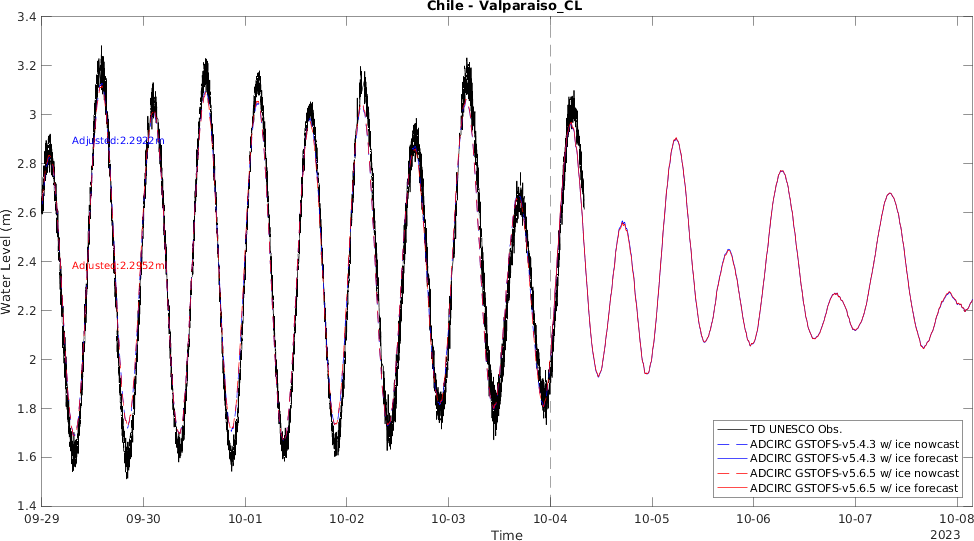 Chile - Valparaiso_CL
3.4
3.2
3
2.8
2.6
2.4
2.2
2
1.8
1.6
1.4
Water Level (m)
Adjusted:2.2922m
Adjusted:2.2952m
TD UNESCO Obs.
ADCIRC GSTOFS-v5.4.3 w/ ice nowcast
ADCIRC GSTOFS-v5.4.3 w/ ice forecast
ADCIRC GSTOFS-v5.6.5 w/ ice nowcast
ADCIRC GSTOFS-v5.6.5 w/ ice forecast
09-29 09-30 10-01 10-02 10-03 10-04 10-05 10-06 10-07 10-08
Time
2023